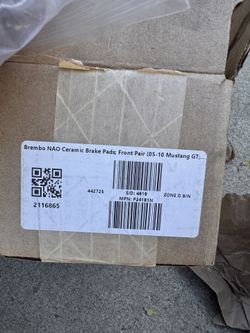 Brembo NAO Ceramic Brake Pads; Front Pair (05-10 Mustang GT;...
442725
SID: 4819
ZONE D BIN
MPN: P24181N
2116865